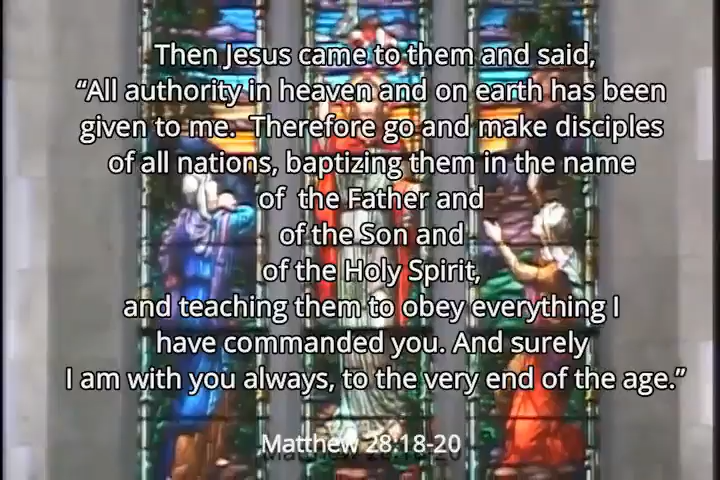 Then Jesus came to them and said,
“All authority in heaven and on earth has been
given to me.  Therefore go and make disciples
of all nations, baptizing them in the name
of  the Father and
of the Son and
of the Holy Spirit,
and teaching them to obey everything I
have commanded you. And surely
I am with you always, to the very end of the age.”
Matthew 28:18-20